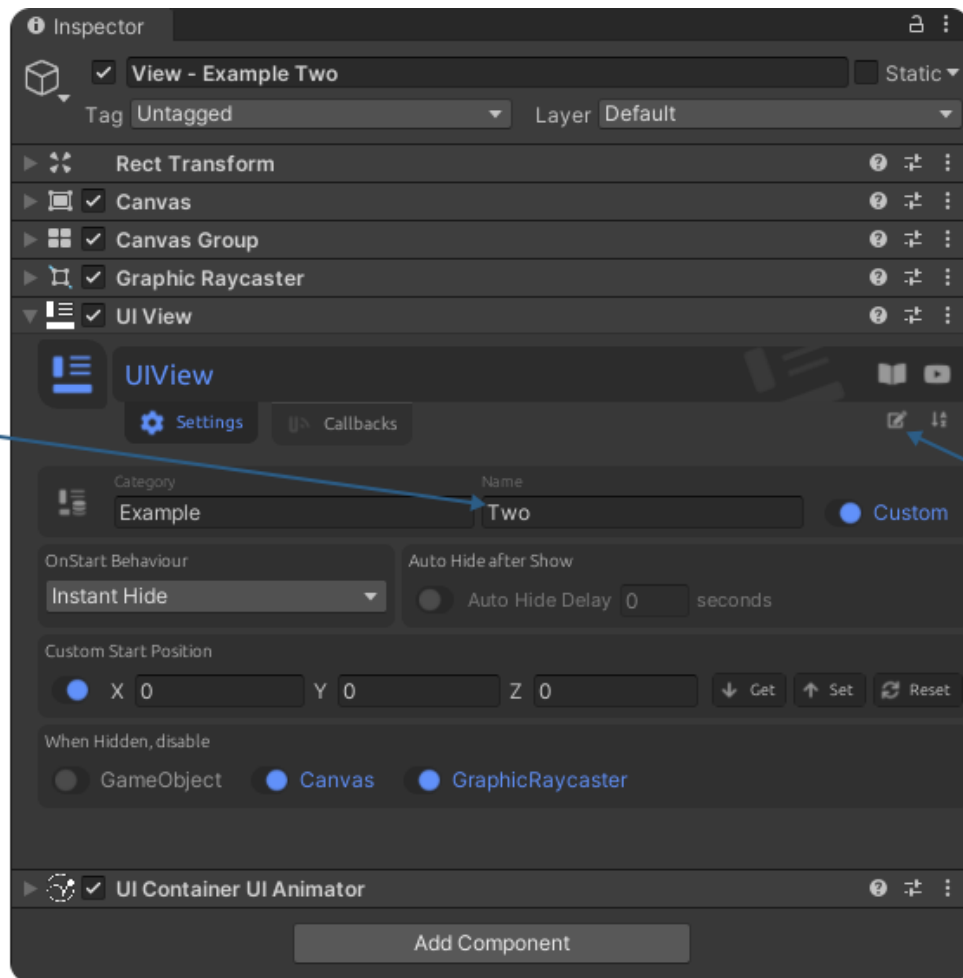 Inspector
View - Example Two Static
Tag Untagged Layer Default
Rect Transform
Canvas
Canvas Group
Graphic Raycaster
UI View
UIView
Settings Callbacks
Category Name
Example Two Custom
OnStart Behaviour Auto Hide after Show
Instant Hide Auto Hide Delay 0 seconds
Custom Start Position
X 0 Y 0 Z 0 Get Set Reset
When Hidden, disable
GameObject Canvas GraphicRaycaster
UI Container UI Animator
Add Component